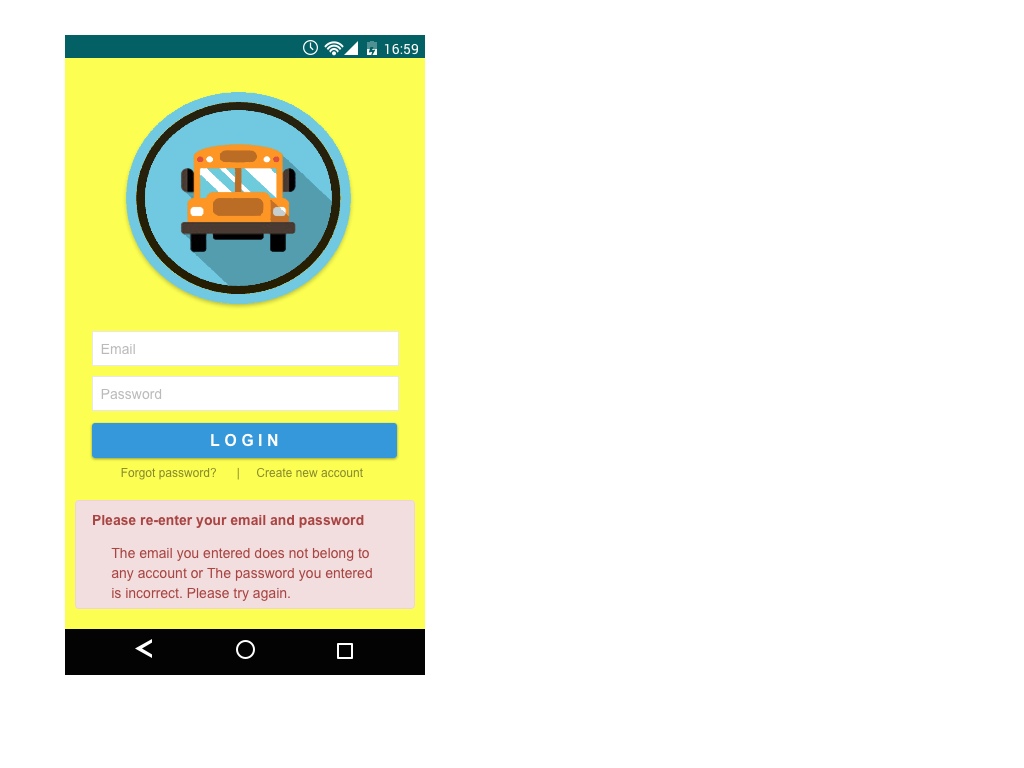 16:59
Email
Password
LOGIN
Forgot password? | Create new account
Please re-enter your email and password
The email you entered does not belong to
any account or The password you entered
is incorrect. Please try again.